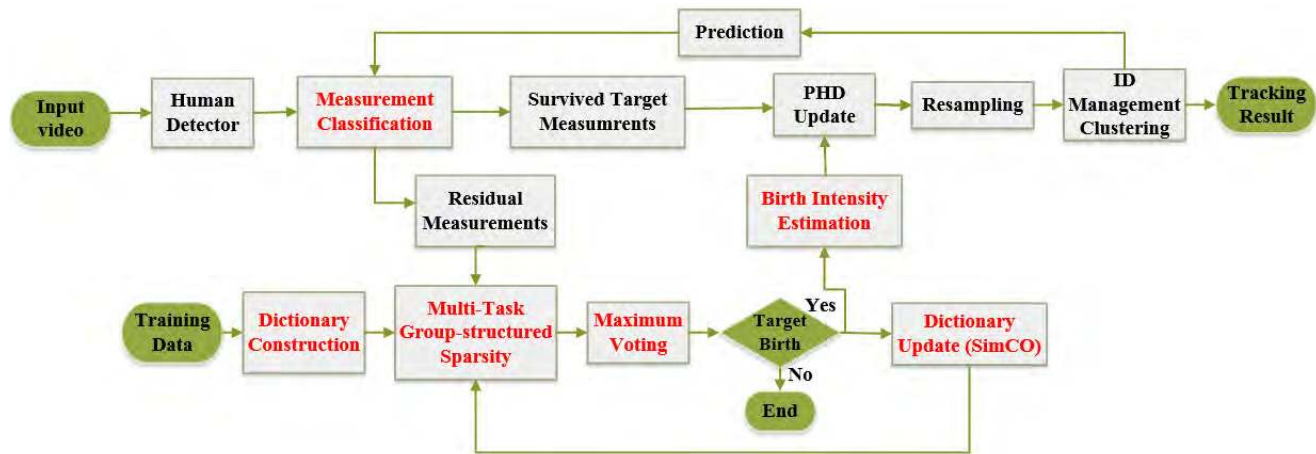 Prediction
Input
video
Human
Detector
Measurement
Classification
Survived Target
Measumrents
PHD
Update
Resampling
ID
Management
Clustering
Tracking
Result
Residual
Measurements
Birth Intensity
Estimation
Training
Data
Dictionary
Construction
Multi-Task
Group-structured
Sparsity
Maximum
Voting
Target
Birth
Yes
No
End
Dictionary
Update (SimCO)